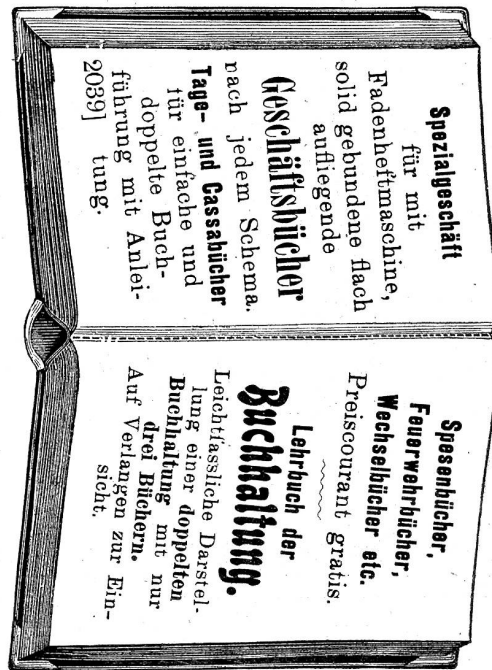 Spezialgeschäft
für mit
Fadenheftmaschine,
solid gebundene flach
aufliegende
Geschäftsbücher
nach jedem Schema.
Tage- und Cassabücher
für einfache und
doppelte Buch-
führung mit Anlei-
2039] tung.
Spesenbücher,
Feuerwehrbücher,
Wechselbücher etc.
Preiscourant gratis.
Lehrbuch der
Buchhaltung.
Leichtfassliche Darstel-
lung einer doppelten
Buchhaltung mit nur
drei Büchern.
Auf Verlangen zur Ein-
sicht.